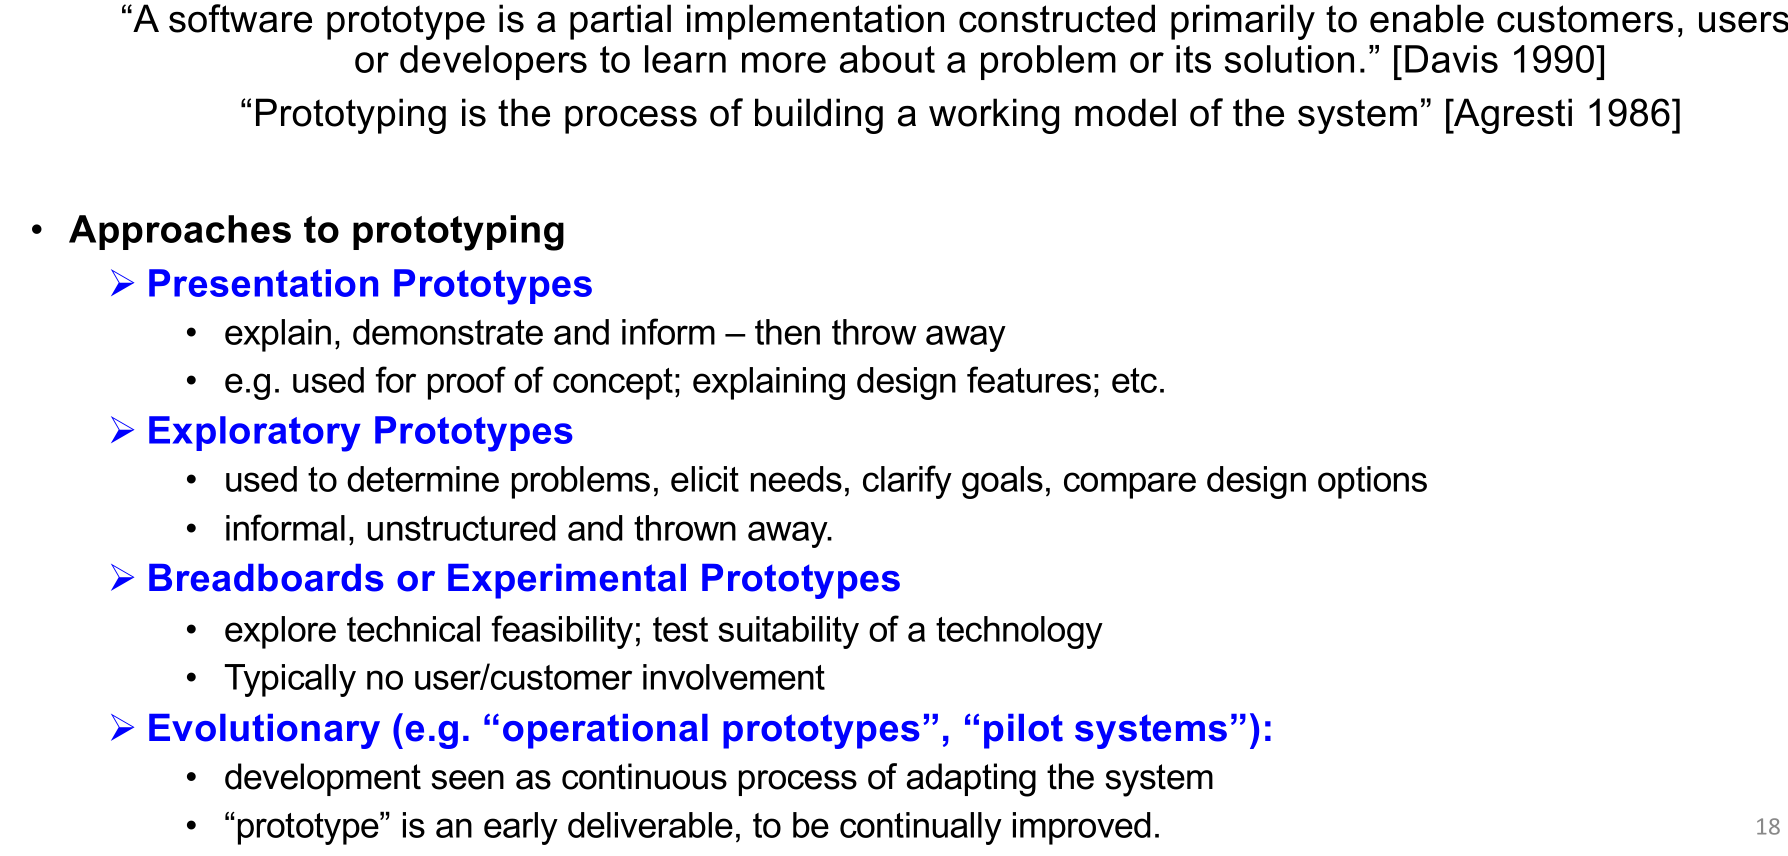 “A software prototype is a partial implementation constructed primarily to enable customers, users
or developers to learn more about a problem or its solution.” [Davis 1990]
“Prototyping is the process of building a working model of the system” [Agresti 1986]
• Approaches to prototyping
➢ Presentation Prototypes
• explain, demonstrate and inform – then throw away
• e.g. used for proof of concept; explaining design features; etc.
➢ Exploratory Prototypes
• used to determine problems, elicit needs, clarify goals, compare design options
• informal, unstructured and thrown away.
➢ Breadboards or Experimental Prototypes
• explore technical feasibility; test suitability of a technology
• Typically no user/customer involvement
➢ Evolutionary (e.g. “operational prototypes”, “pilot systems”):
• development seen as continuous process of adapting the system
• “prototype” is an early deliverable, to be continually improved.
18